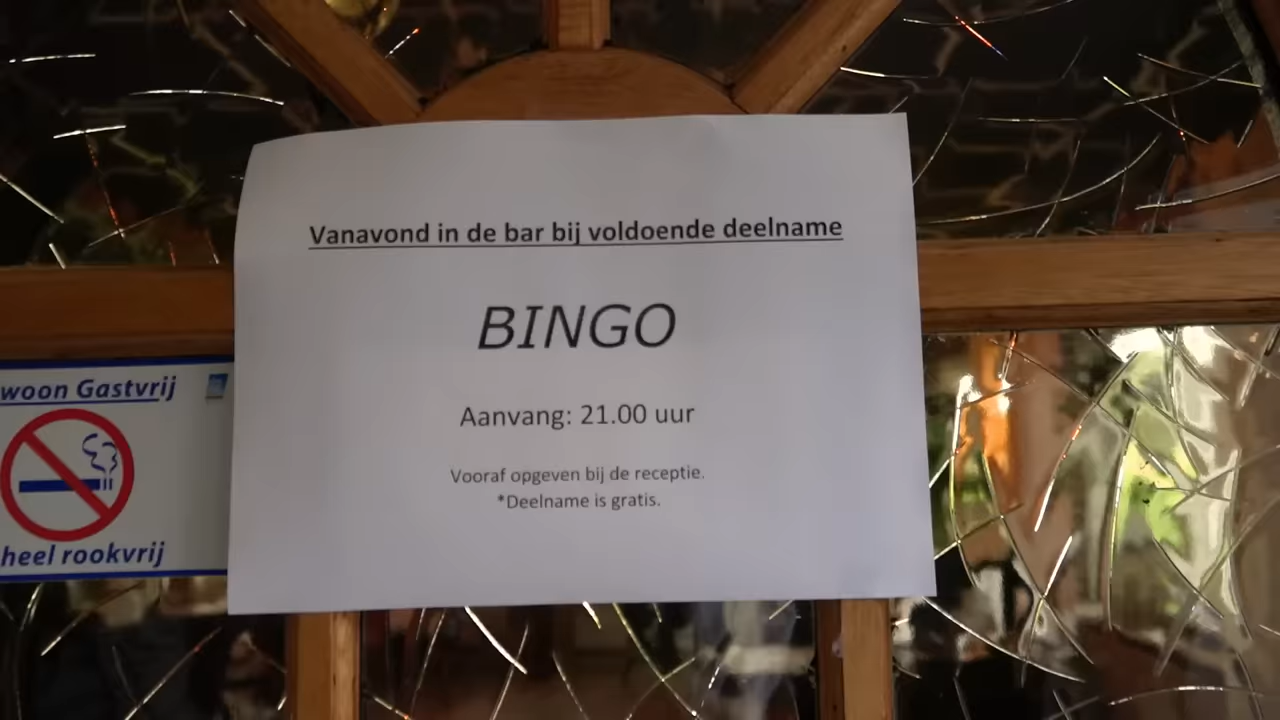 Vanavond in de bar bij voldoende deelname
BINGO
Aanvang: 21.00 uur
Vooraf opgeven bij de receptie.
*Deelname is gratis.
woon Gastvrij
heel rookvrij